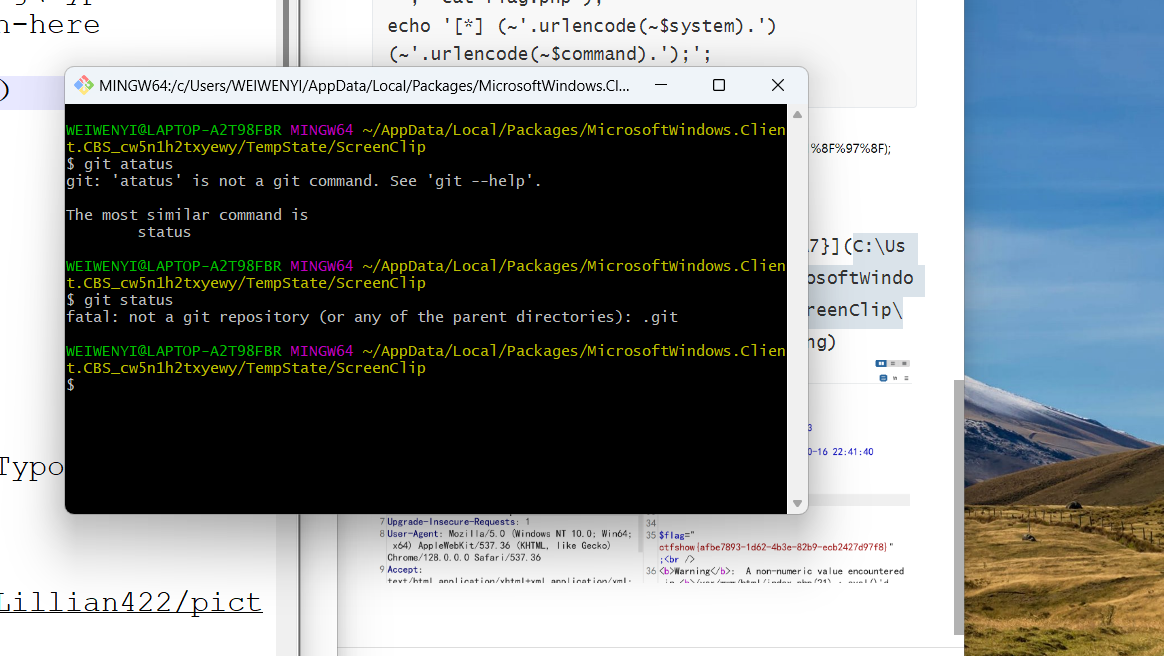 n-here
)
Typo
Lillian422/pict
echo '[*] (~'.urlencode(~$system).')
(~'.urlencode(~$command).');';
MINGW64:/c/Users/WEIWENYI/AppData/Local/Packages/MicrosoftWindows.Cl...
WEIWENYI@LAPTOP-A2T98FBR MINGW64 ~/AppData/Local/Packages/MicrosoftWindows.Clien
t.CBS_cw5n1h2txyewy/TempState/ScreenClip
$ git atatus
git: 'atatus' is not a git command. See 'git --help'.
The most similar command is
status
WEIWENYI@LAPTOP-A2T98FBR MINGW64 ~/AppData/Local/Packages/MicrosoftWindows.Clien
t.CBS_cw5n1h2txyewy/TempState/ScreenClip
$ git status
fatal: not a git repository (or any of the parent directories): .git
WEIWENYI@LAPTOP-A2T98FBR MINGW64 ~/AppData/Local/Packages/MicrosoftWindows.Clien
t.CBS_cw5n1h2txyewy/TempState/ScreenClip
$
%8F%97%8F);
7}](C:\Us
osoftWindo
reenClip\
ng)
3
0-16 22:41:40
7 Upgrade-Insecure-Requests: 1
8 User-Agent: Mozilla/5.0 (Windows NT 10.0; Win64;
x64) AppleWebKit/537.36 (KHTML, like Gecko)
Chrome/128.0.0.0 Safari/537.36
9 Accept:
text/html,application/xhtml+xml,application/xml;
34
35 $flag="
ctfshow{afbe7893-1d62-4b3e-82b9-ecb2427d97f8}"
;<br />
36 <b>Warning</b>: A non-numeric value encountered